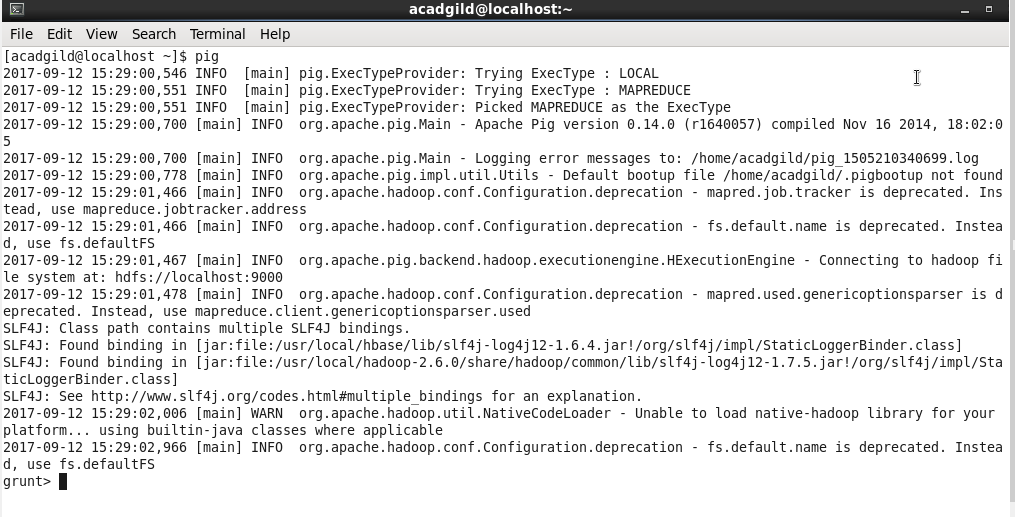 acadgild@localhost:~
File Edit View Search Terminal Help
[acadgild@localhost ~]$ pig
2017-09-12 15:29:00,546 INFO  [main] pig.ExecTypeProvider: Trying ExecType : LOCAL
2017-09-12 15:29:00,551 INFO  [main] pig.ExecTypeProvider: Trying ExecType : MAPREDUCE
2017-09-12 15:29:00,551 INFO  [main] pig.ExecTypeProvider: Picked MAPREDUCE as the ExecType
2017-09-12 15:29:00,700 [main] INFO  org.apache.pig.Main - Apache Pig version 0.14.0 (r1640057) compiled Nov 16 2014, 18:02:0
5
2017-09-12 15:29:00,700 [main] INFO  org.apache.pig.Main - Logging error messages to: /home/acadgild/pig_1505210340699.log
2017-09-12 15:29:00,778 [main] INFO  org.apache.pig.impl.util.Utils - Default bootup file /home/acadgild/.pigbootup not found
2017-09-12 15:29:01,466 [main] INFO  org.apache.hadoop.conf.Configuration.deprecation - mapred.job.tracker is deprecated. Ins
tead, use mapreduce.jobtracker.address
2017-09-12 15:29:01,466 [main] INFO  org.apache.hadoop.conf.Configuration.deprecation - fs.default.name is deprecated. Instea
d, use fs.defaultFS
2017-09-12 15:29:01,467 [main] INFO  org.apache.pig.backend.hadoop.executionengine.HExecutionEngine - Connecting to hadoop fi
le system at: hdfs://localhost:9000
2017-09-12 15:29:01,478 [main] INFO  org.apache.hadoop.conf.Configuration.deprecation - mapred.used.genericoptionsparser is d
eprecated. Instead, use mapreduce.client.genericoptionsparser.used
SLF4J: Class path contains multiple SLF4J bindings.
SLF4J: Found binding in [jar:file:/usr/local/hbase/lib/slf4j-log4j12-1.6.4.jar!/org/slf4j/impl/StaticLoggerBinder.class]
SLF4J: Found binding in [jar:file:/usr/local/hadoop-2.6.0/share/hadoop/common/lib/slf4j-log4j12-1.7.5.jar!/org/slf4j/impl/Sta
ticLoggerBinder.class]
SLF4J: See http://www.slf4j.org/codes.html#multiple_bindings for an explanation.
2017-09-12 15:29:02,006 [main] WARN  org.apache.hadoop.util.NativeCodeLoader - Unable to load native-hadoop library for your
platform... using builtin-java classes where applicable
2017-09-12 15:29:02,966 [main] INFO  org.apache.hadoop.conf.Configuration.deprecation - fs.default.name is deprecated. Instea
d, use fs.defaultFS
grunt>